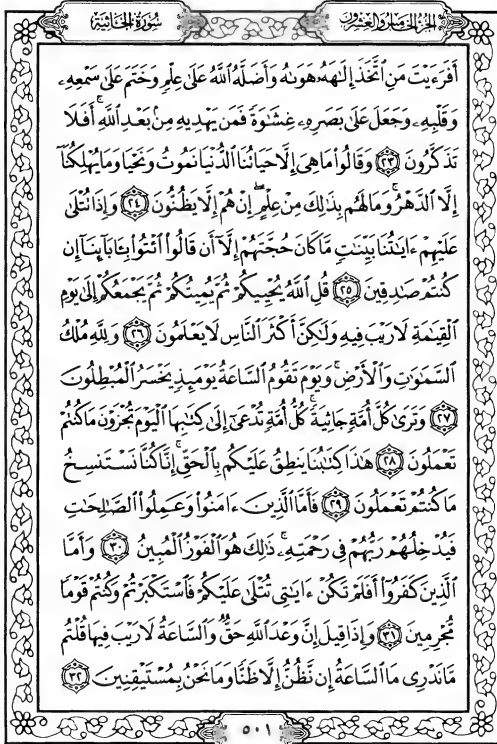 الجزء الخامس والعشرون
سورة الجاثية
أَفَرَءَيْتَ مَنِ ٱتَّخَذَ إِلَٰهَهُۥ هَوَىٰهُ وَأَضَلَّهُ ٱللَّهُ عَلَىٰ عِلْمٍ وَخَتَمَ عَلَىٰ سَمْعِهِۦ
وَقَلْبِهِۦ وَجَعَلَ عَلَىٰ بَصَرِهِۦ غِشَٰوَةً فَمَن يَهْدِيهِ مِنۢ بَعْدِ ٱللَّهِ ۚ أَفَلَا
تَذَكَّرُونَ ٢٣ وَقَالُوا۟ مَا هِىَ إِلَّا حَيَاتُنَا ٱلدُّنْيَا نَمُوتُ وَنَحْيَا وَمَا يُهْلِكُنَآ
إِلَّا ٱلدَّهْرُ ۚ وَمَا لَهُم بِذَٰلِكَ مِنْ عِلْمٍ ۖ إِنْ هُمْ إِلَّا يَظُنُّونَ ٢٤ وَإِذَا تُتْلَىٰ
عَلَيْهِمْ ءَايَٰتُنَا بَيِّنَٰتٍ مَّا كَانَ حُجَّتَهُمْ إِلَّآ أَن قَالُوا۟ ٱئْتُوا۟ بِـَٔابَآئِنَآ إِن
كُنتُمْ صَٰدِقِينَ ٢٥ قُلِ ٱللَّهُ يُحْيِيكُمْ ثُمَّ يُمِيتُكُمْ ثُمَّ يَجْمَعُكُمْ إِلَىٰ يَوْمِ
ٱلْقِيَٰمَةِ لَا رَيْبَ فِيهِ وَلَٰكِنَّ أَكْثَرَ ٱلنَّاسِ لَا يَعْلَمُونَ ٢٦ وَلِلَّهِ مُلْكُ
ٱلسَّمَٰوَٰتِ وَٱلْأَرْضِ ۚ وَيَوْمَ تَقُومُ ٱلسَّاعَةُ يَوْمَئِذٍ يَخْسَرُ ٱلْمُبْطِلُونَ
٢٧ وَتَرَىٰ كُلَّ أُمَّةٍ جَاثِيَةً ۚ كُلُّ أُمَّةٍ تُدْعَىٰٓ إِلَىٰ كِتَٰبِهَا ٱلْيَوْمَ تُجْزَوْنَ مَا كُنتُمْ
تَعْمَلُونَ ٢٨ هَٰذَا كِتَٰبُنَا يَنطِقُ عَلَيْكُم بِٱلْحَقِّ ۚ إِنَّا كُنَّا نَسْتَنسِخُ
مَا كُنتُمْ تَعْمَلُونَ ٢٩ فَأَمَّا ٱلَّذِينَ ءَامَنُوا۟ وَعَمِلُوا۟ ٱلصَّٰلِحَٰتِ
فَيُدْخِلُهُمْ رَبُّهُمْ فِى رَحْمَتِهِۦ ۚ ذَٰلِكَ هُوَ ٱلْفَوْزُ ٱلْمُبِينُ ٣٠ وَأَمَّا
ٱلَّذِينَ كَفَرُوٓا۟ أَفَلَمْ تَكُنْ ءَايَٰتِى تُتْلَىٰ عَلَيْكُمْ فَٱسْتَكْبَرْتُمْ وَكُنتُمْ قَوْمًا
مُّجْرِمِينَ ٣١ وَإِذَا قِيلَ إِنَّ وَعْدَ ٱللَّهِ حَقٌّ وَٱلسَّاعَةُ لَا رَيْبَ فِيهَا قُلْتُم
مَّا نَدْرِى مَا ٱلسَّاعَةُ إِن نَّظُنُّ إِلَّا ظَنًّا وَمَا نَحْنُ بِمُسْتَيْقِنِينَ ٣٢
٥٠١